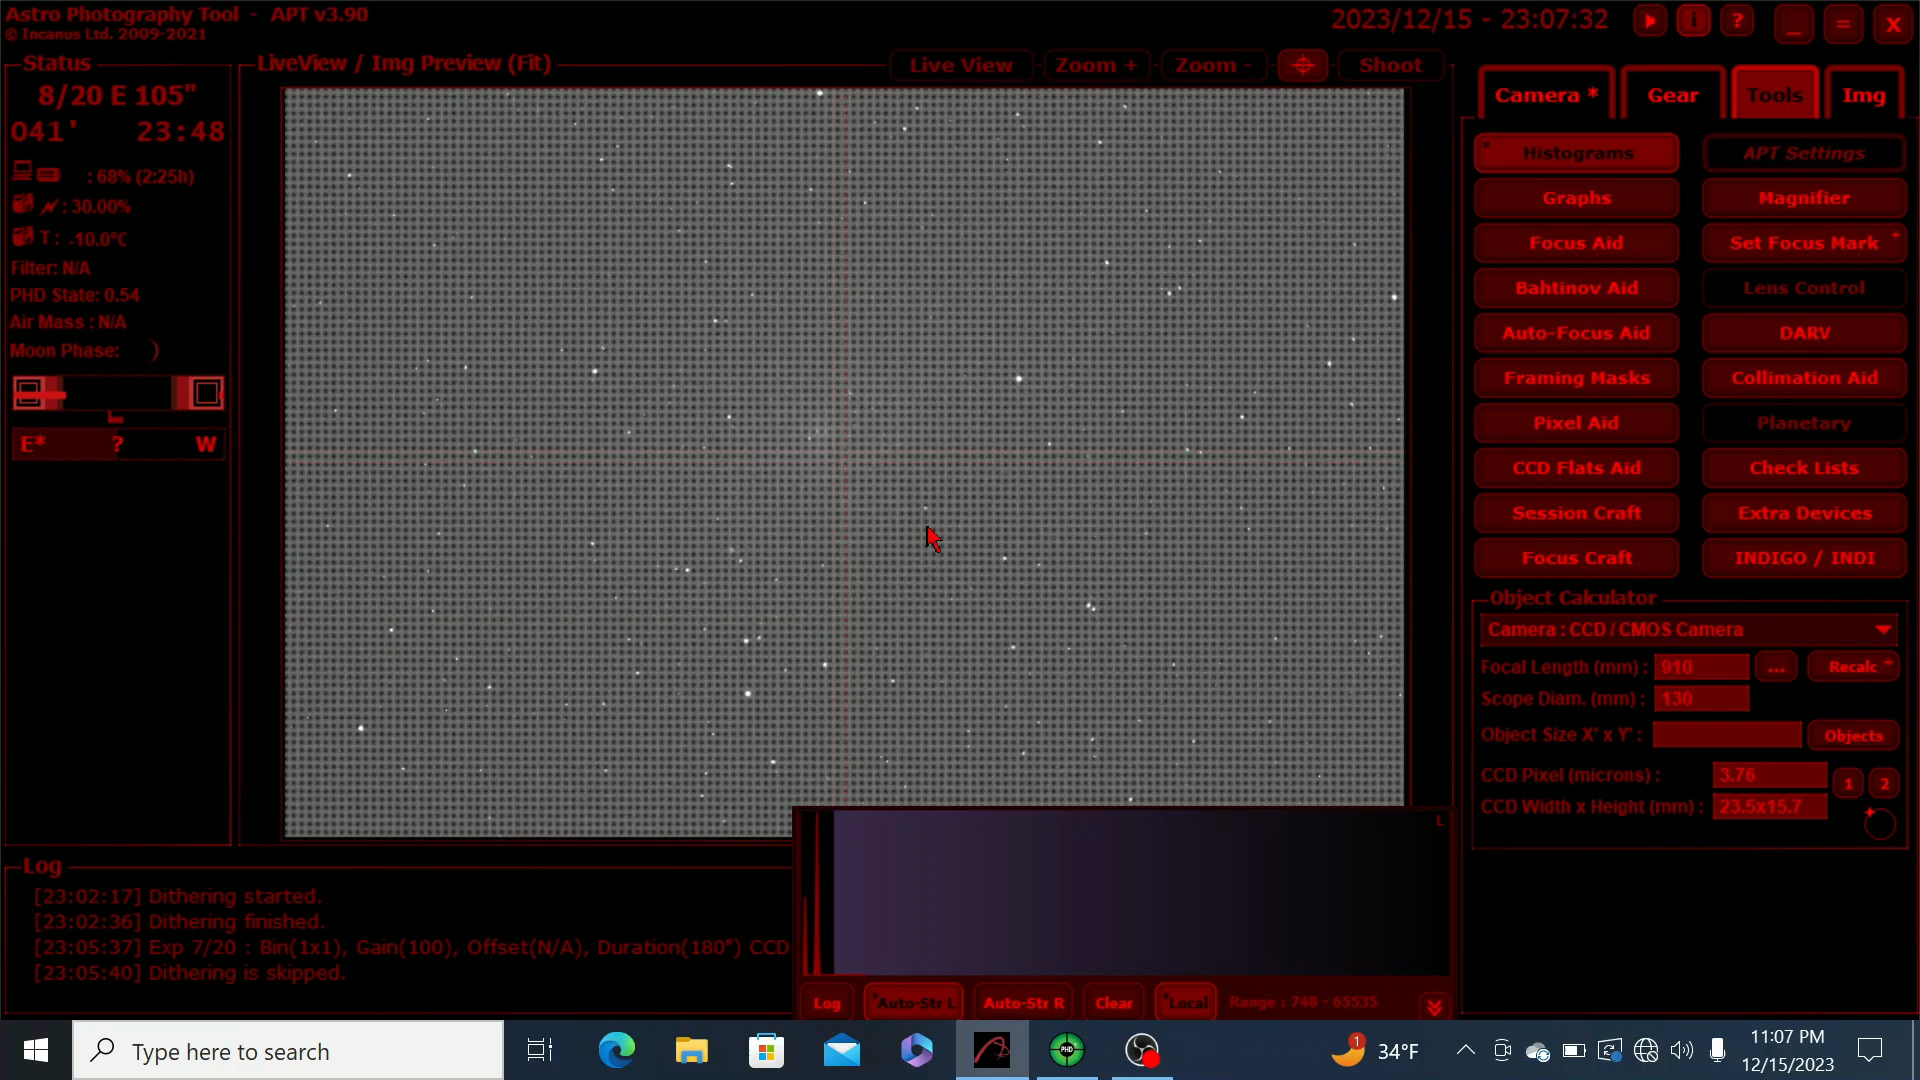 Astro Photography Tool - APT v3.90
© Incanus Ltd. 2009-2021
2023/12/15 - 23:07:32
i ? _ = X
Status
8/20 E 105"
041' 23:48
: 68% (2:25h)
: 30.00%
T : -10.0°C
Filter: N/A
PHD State: 0.54
Air Mass : N/A
Moon Phase: )
E* ? W
LiveView / Img Preview (Fit)
Live View Zoom + Zoom - Shoot
Camera * Gear Tools Img
Histograms APT Settings
Graphs Magnifier
Focus Aid Set Focus Mark
Bahtinov Aid Lens Control
Auto-Focus Aid DARV
Framing Masks Collimation Aid
Pixel Aid Planetary
CCD Flats Aid Check Lists
Session Craft Extra Devices
Focus Craft INDIGO / INDI
Object Calculator
Camera : CCD / CMOS Camera
Focal Length (mm) : 910 ... Recalc
Scope Diam. (mm) : 130
Object Size X' x Y' : Objects
CCD Pixel (microns) : 3.76 1 2
CCD Width x Height (mm) : 23.5x15.7
Log
[23:02:17] Dithering started.
[23:02:36] Dithering finished.
[23:05:37] Exp 7/20 : Bin(1x1), Gain(100), Offset(N/A), Duration(180") CCD
[23:05:40] Dithering is skipped.
L
Log Auto-Str L Auto-Str R Clear Local Range : 748 - 65535
Type here to search
PHD
1 34°F
11:07 PM
12/15/2023